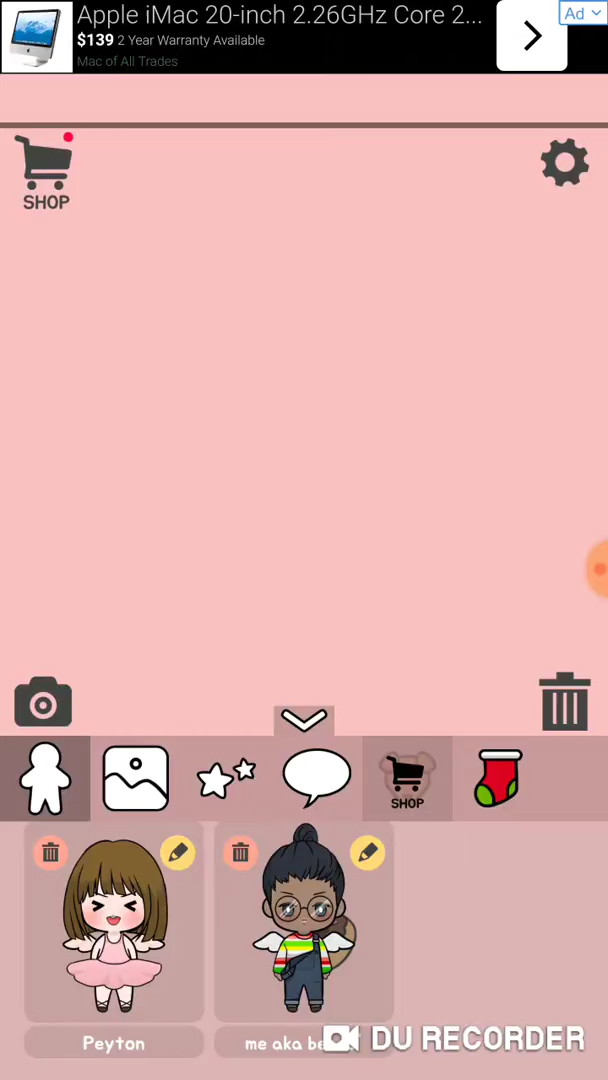 Apple iMac 20-inch 2.26GHz Core 2...
$139 2 Year Warranty Available
Mac of All Trades
Ad
SHOP
SHOP
Peyton
me aka be
DU RECORDER